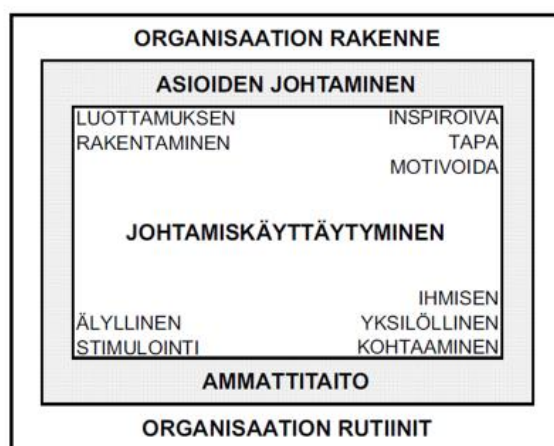 ORGANISAATION RAKENNE
ASIOIDEN JOHTAMINEN
LUOTTAMUKSEN
RAKENTAMINEN
INSPIROIVA
TAPA
MOTIVOIDA
JOHTAMISKÄYTTÄYTYMINEN
ÄLYLLINEN
STIMULOINTI
IHMISEN
YKSILÖLLINEN
KOHTAAMINEN
AMMATTITAITO
ORGANISAATION RUTIINIT